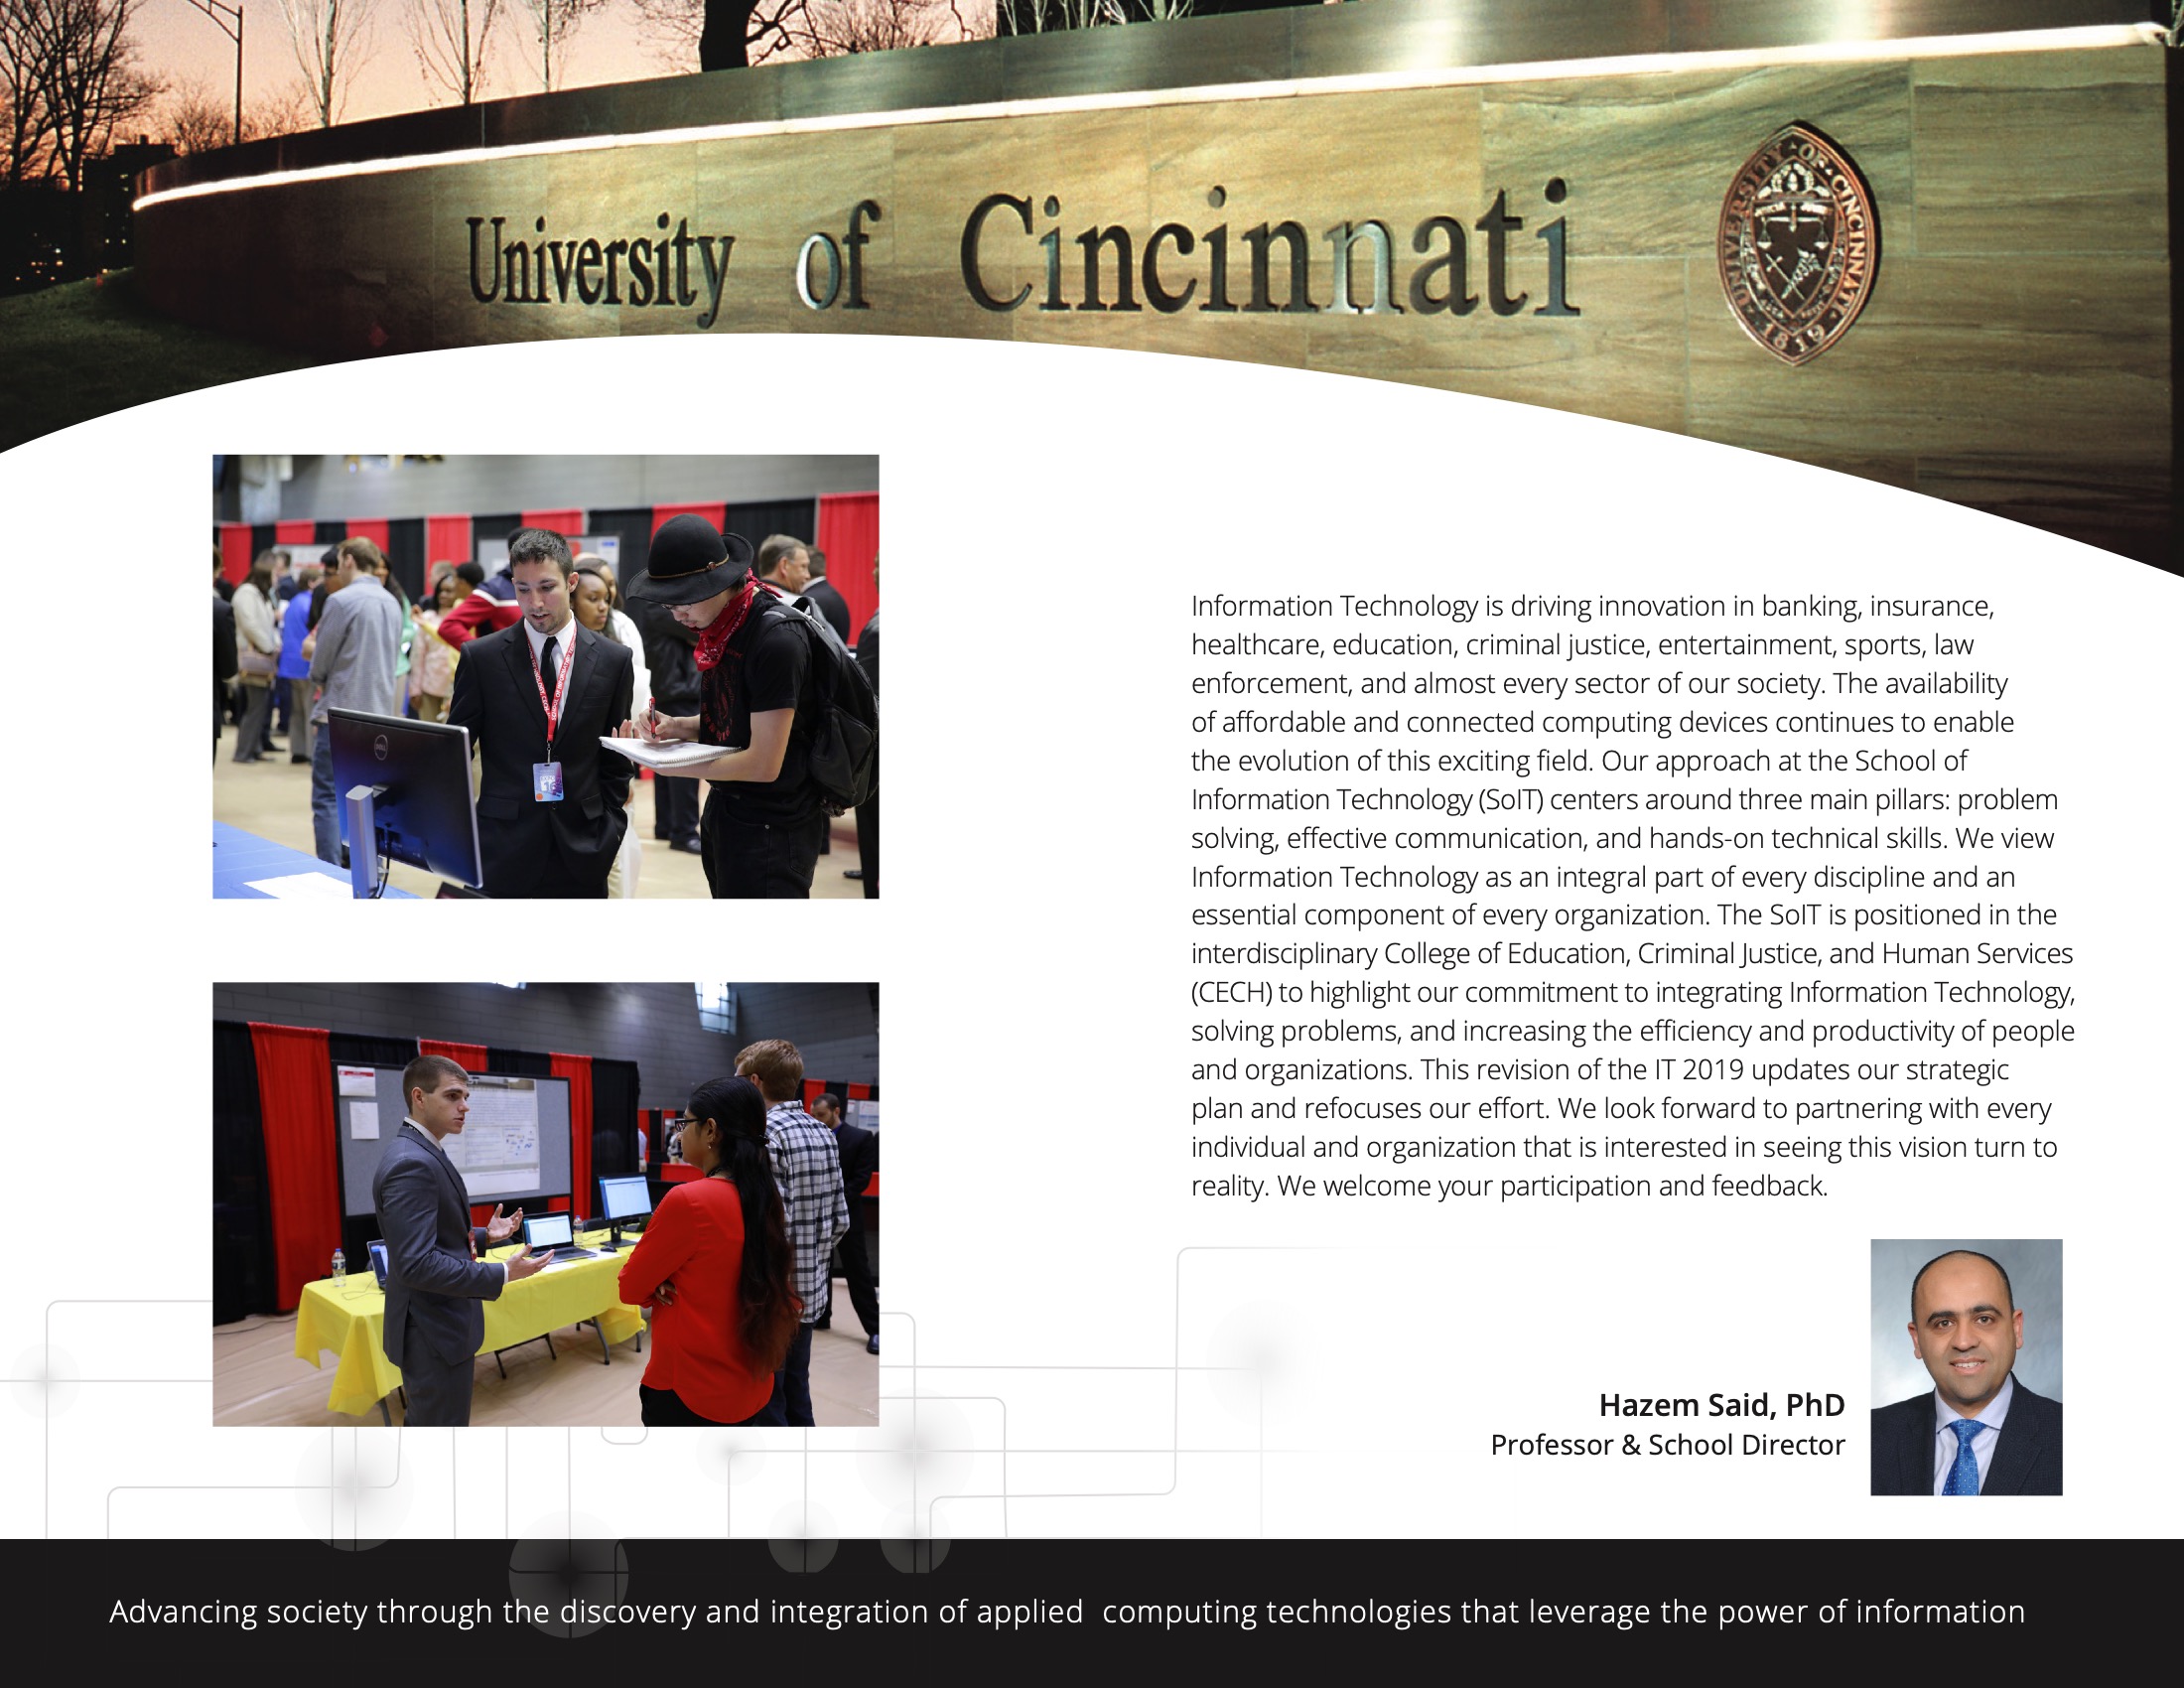 University of Cincinnati
UNIVERSITY · OF · CINCINNATI
1819
DELL
Information Technology is driving innovation in banking, insurance,
healthcare, education, criminal justice, entertainment, sports, law
enforcement, and almost every sector of our society. The availability
of affordable and connected computing devices continues to enable
the evolution of this exciting field. Our approach at the School of
Information Technology (SoIT) centers around three main pillars: problem
solving, effective communication, and hands-on technical skills. We view
Information Technology as an integral part of every discipline and an
essential component of every organization. The SoIT is positioned in the
interdisciplinary College of Education, Criminal Justice, and Human Services
(CECH) to highlight our commitment to integrating Information Technology,
solving problems, and increasing the efficiency and productivity of people
and organizations. This revision of the IT 2019 updates our strategic
plan and refocuses our effort. We look forward to partnering with every
individual and organization that is interested in seeing this vision turn to
reality. We welcome your participation and feedback.
Hazem Said, PhD
Professor & School Director
Advancing society through the discovery and integration of applied  computing technologies that leverage the power of information